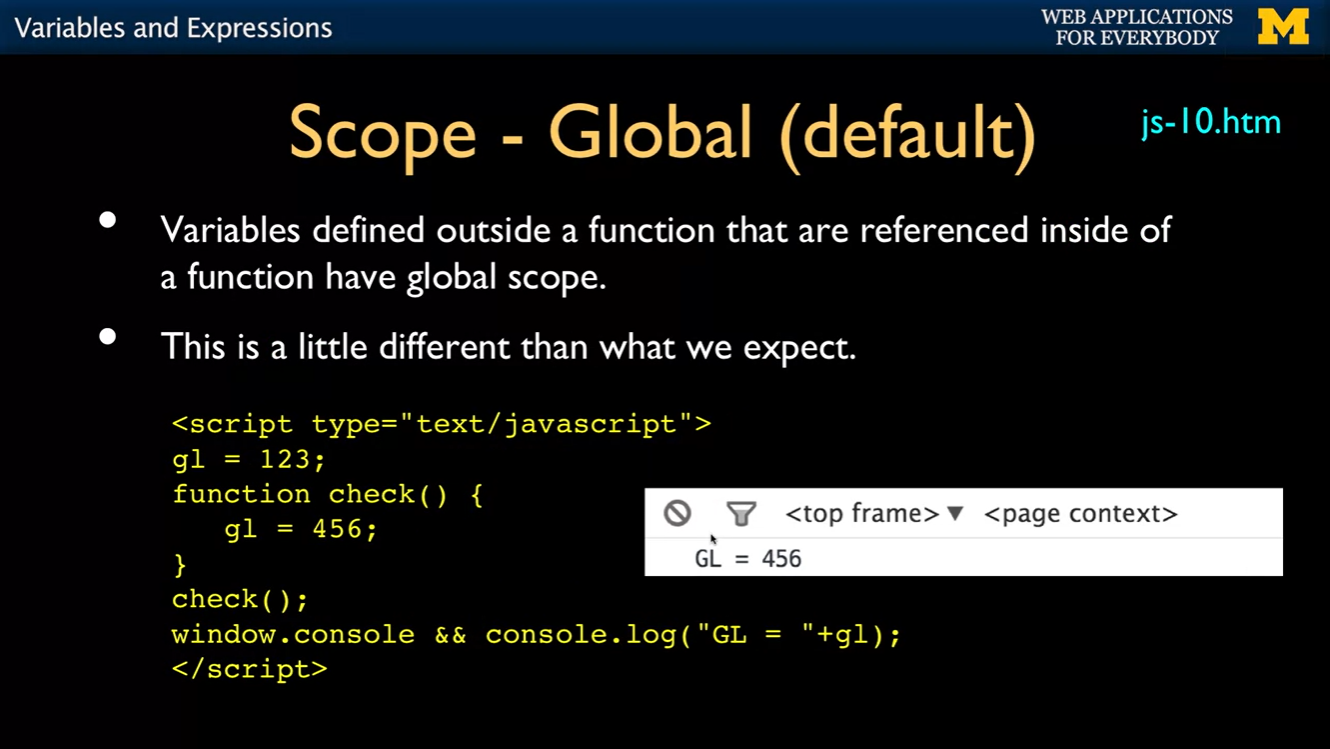 Variables and Expressions
WEB APPLICATIONS
FOR EVERYBODY
M
Scope - Global (default)
js-10.htm
• Variables defined outside a function that are referenced inside of
a function have global scope.
• This is a little different than what we expect.
<script type="text/javascript">
gl = 123;
function check() {
   gl = 456;
}
check();
window.console && console.log("GL = "+gl);
</script>
<top frame> ▼ <page context>
GL = 456